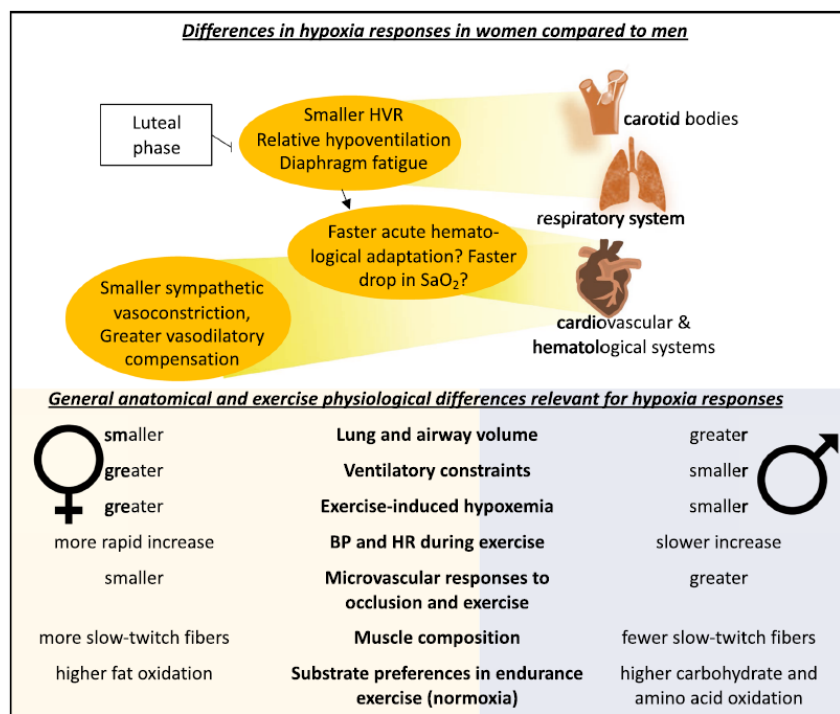 Differences in hypoxia responses in women compared to men
Luteal
phase
Smaller HVR
Relative hypoventilation
Diaphragm fatigue
carotid bodies
respiratory system
Faster acute hemato-
logical adaptation? Faster
drop in SaO₂?
Smaller sympathetic
vasoconstriction,
Greater vasodilatory
compensation
cardiovascular &
hematological systems
General anatomical and exercise physiological differences relevant for hypoxia responses
smaller Lung and airway volume greater
greater Ventilatory constraints smaller
greater Exercise-induced hypoxemia smaller
more rapid increase BP and HR during exercise slower increase
smaller Microvascular responses to greater
occlusion and exercise
more slow-twitch fibers Muscle composition fewer slow-twitch fibers
higher fat oxidation Substrate preferences in endurance higher carbohydrate and
exercise (normoxia) amino acid oxidation